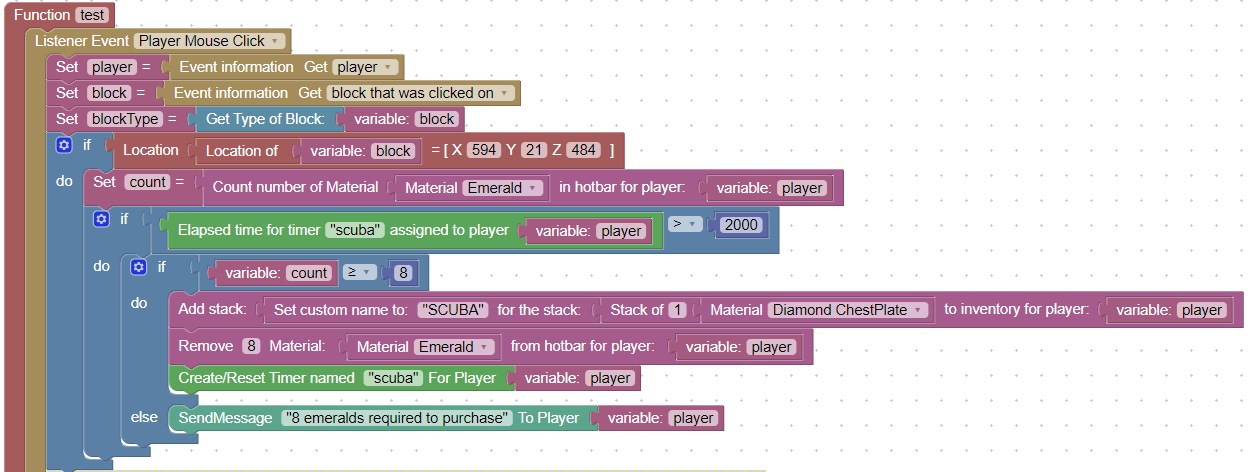 Function test
Listener Event Player Mouse Click
Set player = Event information Get player
Set block = Event information Get block that was clicked on
Set blockType = Get Type of Block: variable: block
if Location Location of variable: block = [ X 594 Y 21 Z 484 ]
do Set count = Count number of Material Material Emerald in hotbar for player: variable: player
if Elapsed time for timer "scuba" assigned to player variable: player > 2000
do if variable: count ≥ 8
do Add stack: Set custom name to: "SCUBA" for the stack: Stack of 1 Material Diamond ChestPlate to inventory for player: variable: player
Remove 8 Material: Material Emerald from hotbar for player: variable: player
Create/Reset Timer named "scuba" For Player variable: player
else SendMessage "8 emeralds required to purchase" To Player variable: player